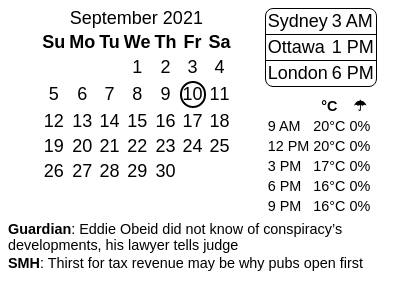 September 2021
Su Mo Tu We Th Fr Sa
1 2 3 4
5 6 7 8 9 10 11
12 13 14 15 16 17 18
19 20 21 22 23 24 25
26 27 28 29 30
Sydney 3 AM
Ottawa 1 PM
London 6 PM
°C ☂
9 AM 20°C 0%
12 PM 20°C 0%
3 PM 17°C 0%
6 PM 16°C 0%
9 PM 16°C 0%
Guardian: Eddie Obeid did not know of conspiracy’s
developments, his lawyer tells judge
SMH: Thirst for tax revenue may be why pubs open first